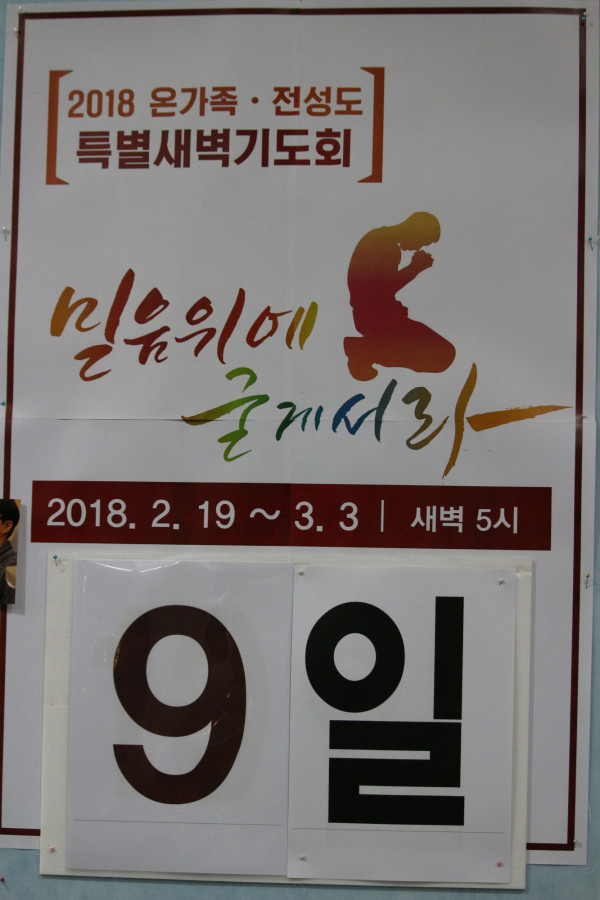 2018 온가족 · 전성도
특별새벽기도회
믿음위에
굳게서라
2018. 2. 19 ~ 3. 3 | 새벽 5시
9일